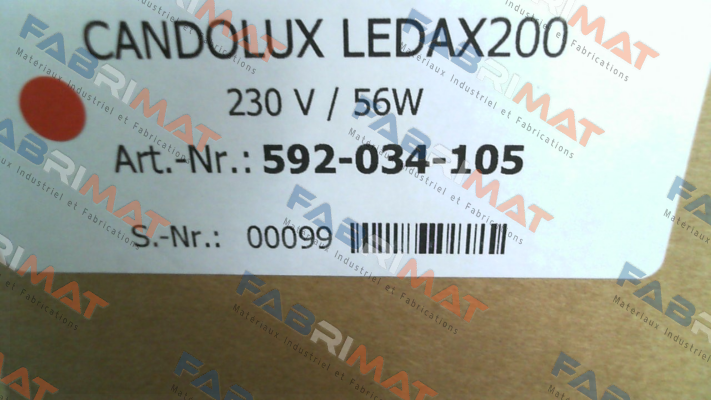 CANDOLUX LEDAX200
230 V / 56W
Art.-Nr.: 592-034-105
S.-Nr.: 00099
FABRIMAT
Materiaux Industriel et Fabrications